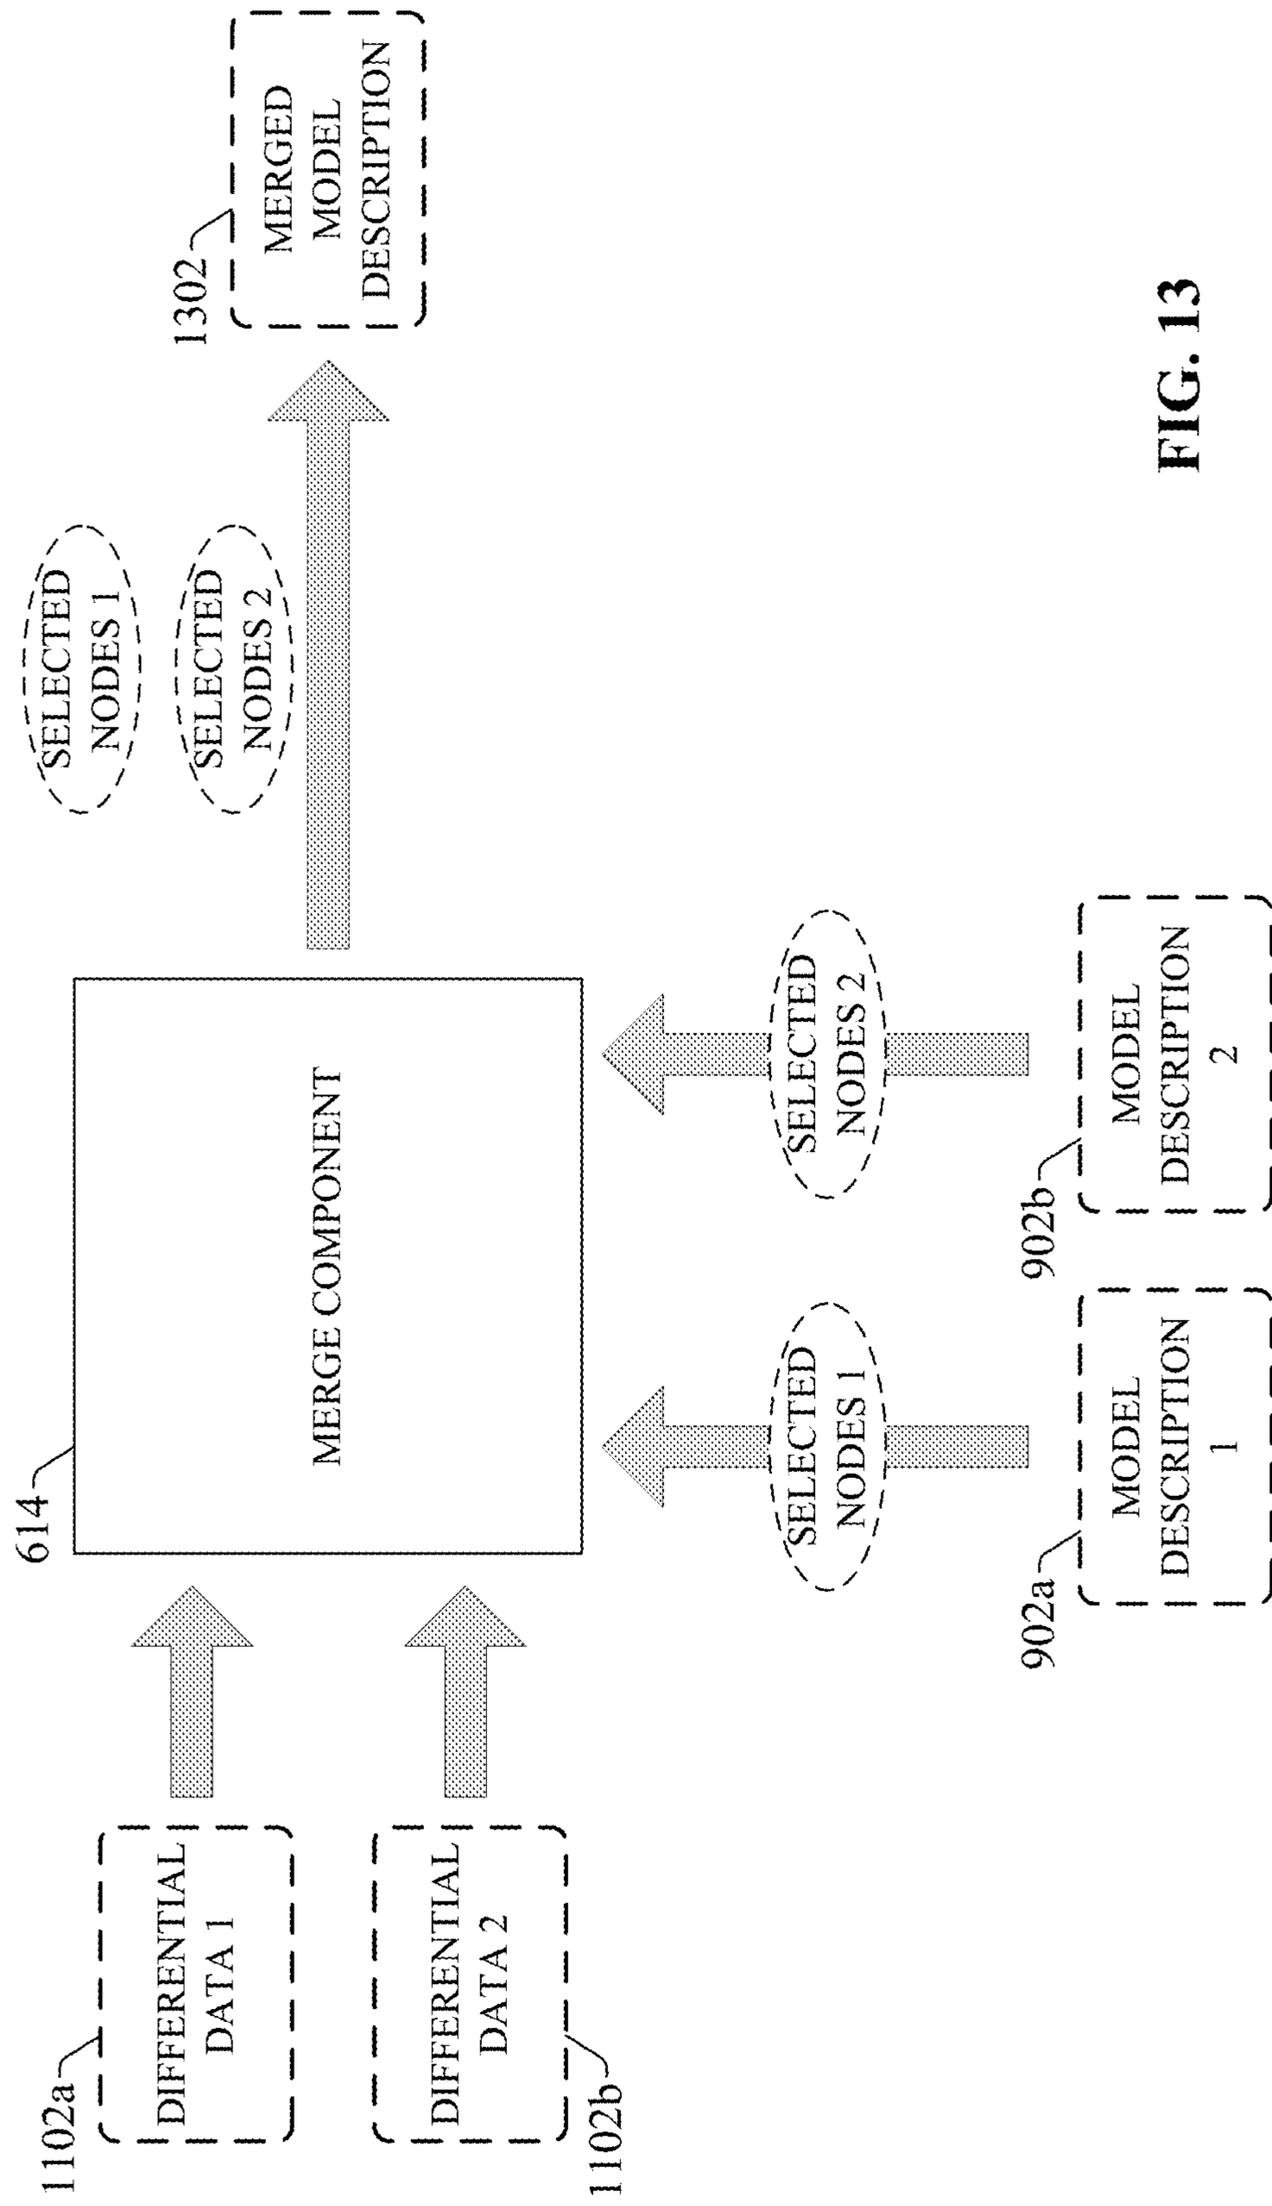 1102a
DIFFERENTIAL
DATA 1
1102b
DIFFERENTIAL
DATA 2
614
MERGE COMPONENT
SELECTED
NODES 1
SELECTED
NODES 2
1302
MERGED
MODEL
DESCRIPTION
SELECTED
NODES 1
SELECTED
NODES 2
902a
MODEL
DESCRIPTION
1
902b
MODEL
DESCRIPTION
2
FIG. 13